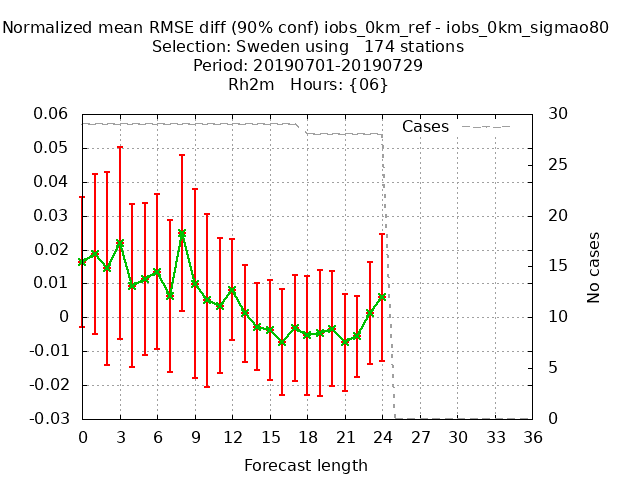 Normalized mean RMSE diff (90% conf) iobs_0km_ref - iobs_0km_sigmao80
Selection: Sweden using 174 stations
Period: 20190701-20190729
Rh2m Hours: {06}
Cases
0.06
0.05
0.04
0.03
0.02
0.01
0
-0.01
-0.02
-0.03
30
25
20
15
10
5
0
No cases
0 3 6 9 12 15 18 21 24 27 30 33 36
Forecast length